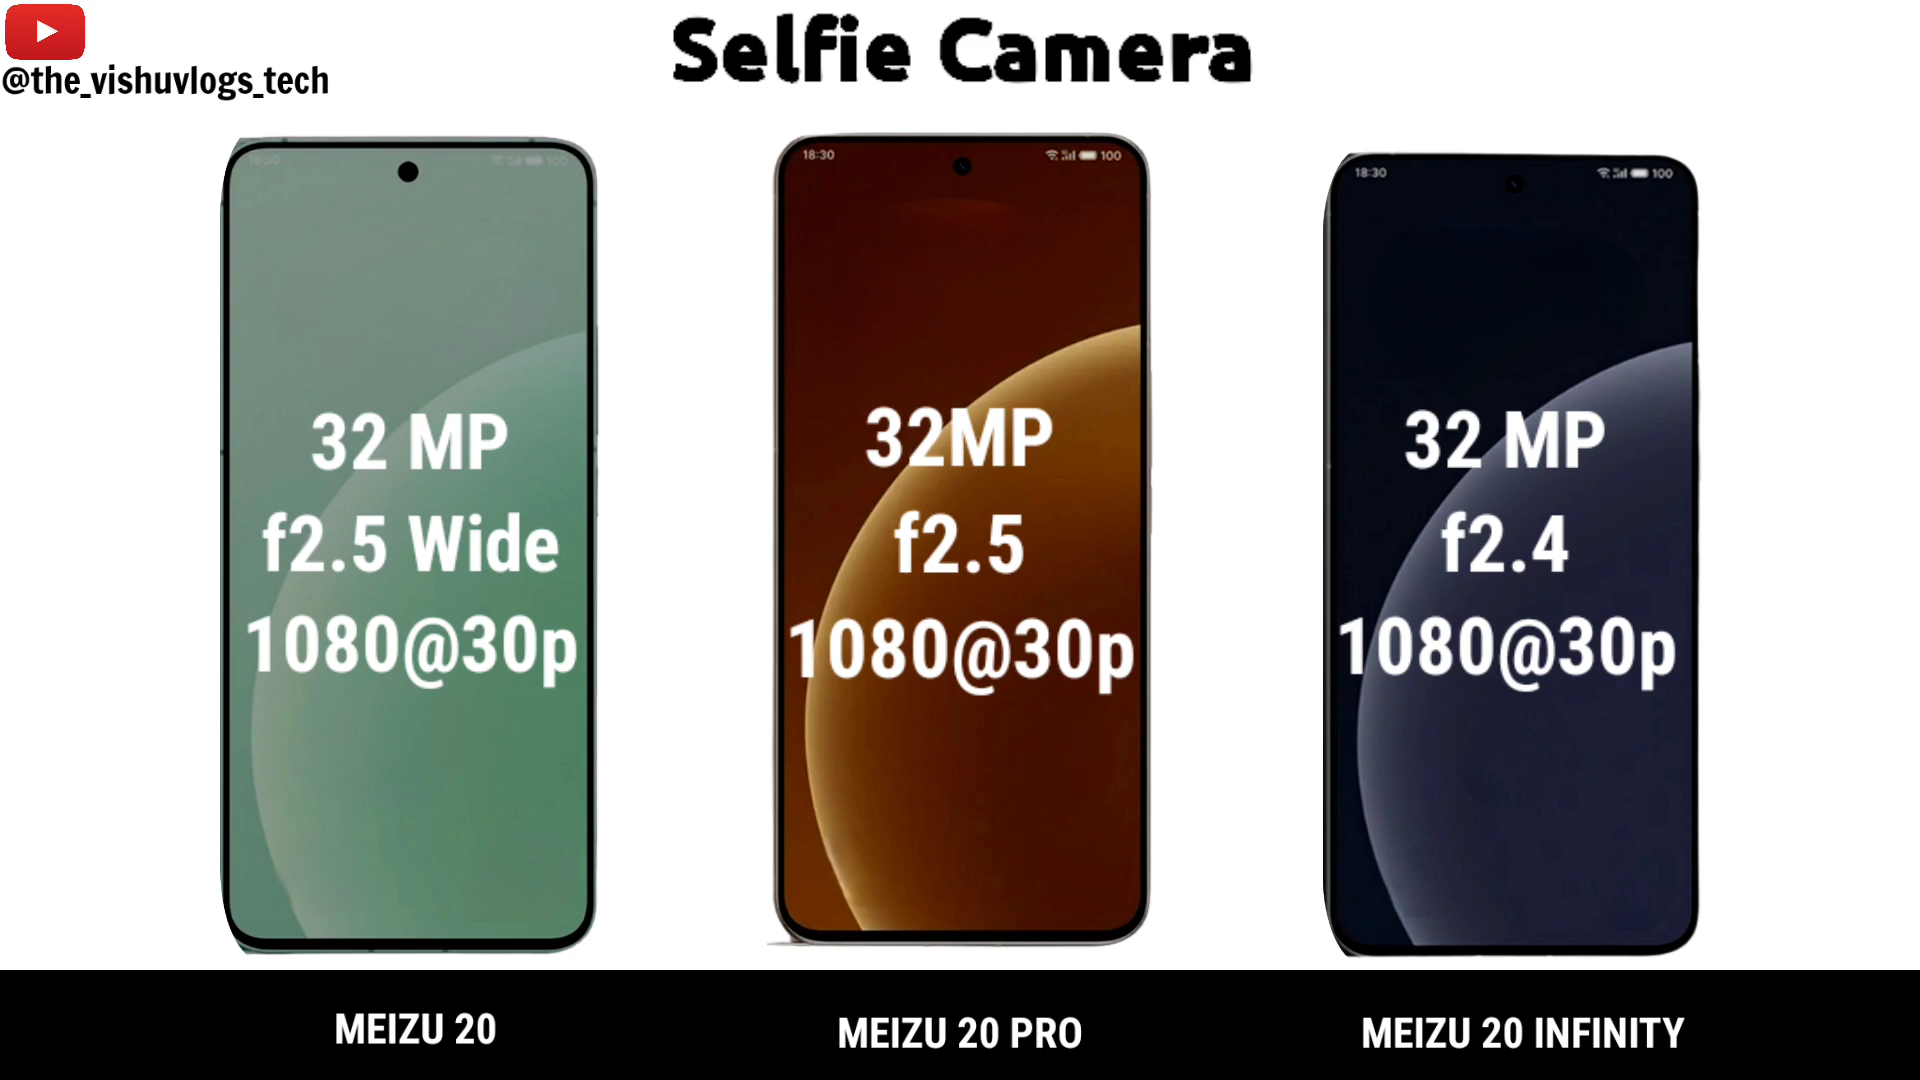 Selfie Camera
@the_vishuvlogs_tech
18:30 100
32 MP
f2.5 Wide
1080@30p
18:30 100
32MP
f2.5
1080@30p
18:30 100
32 MP
f2.4
1080@30p
MEIZU 20
MEIZU 20 PRO
MEIZU 20 INFINITY